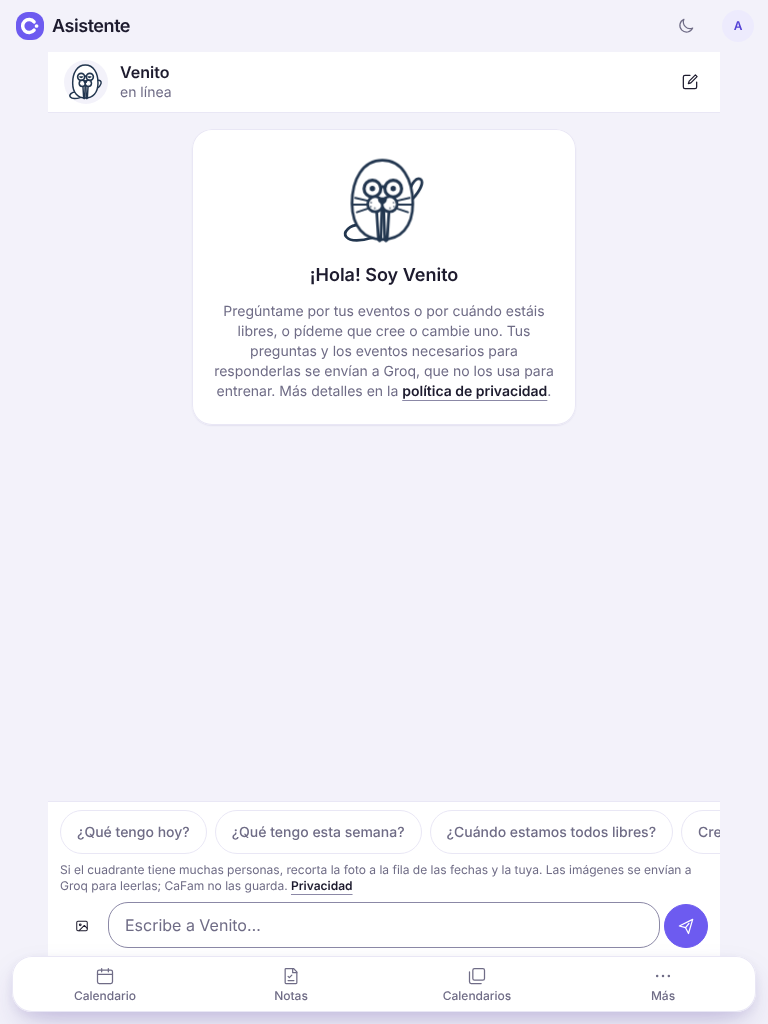 Asistente
A
Venito
en línea
¡Hola! Soy Venito
Pregúntame por tus eventos o por cuándo estáis
libres, o pídeme que cree o cambie uno. Tus
preguntas y los eventos necesarios para
responderlas se envían a Groq, que no los usa para
entrenar. Más detalles en la política de privacidad.
¿Qué tengo hoy?
¿Qué tengo esta semana?
¿Cuándo estamos todos libres?
Cre
Si el cuadrante tiene muchas personas, recorta la foto a la fila de las fechas y la tuya. Las imágenes se envían a
Groq para leerlas; CaFam no las guarda. Privacidad
Escribe a Venito...
Calendario
Notas
Calendarios
Más